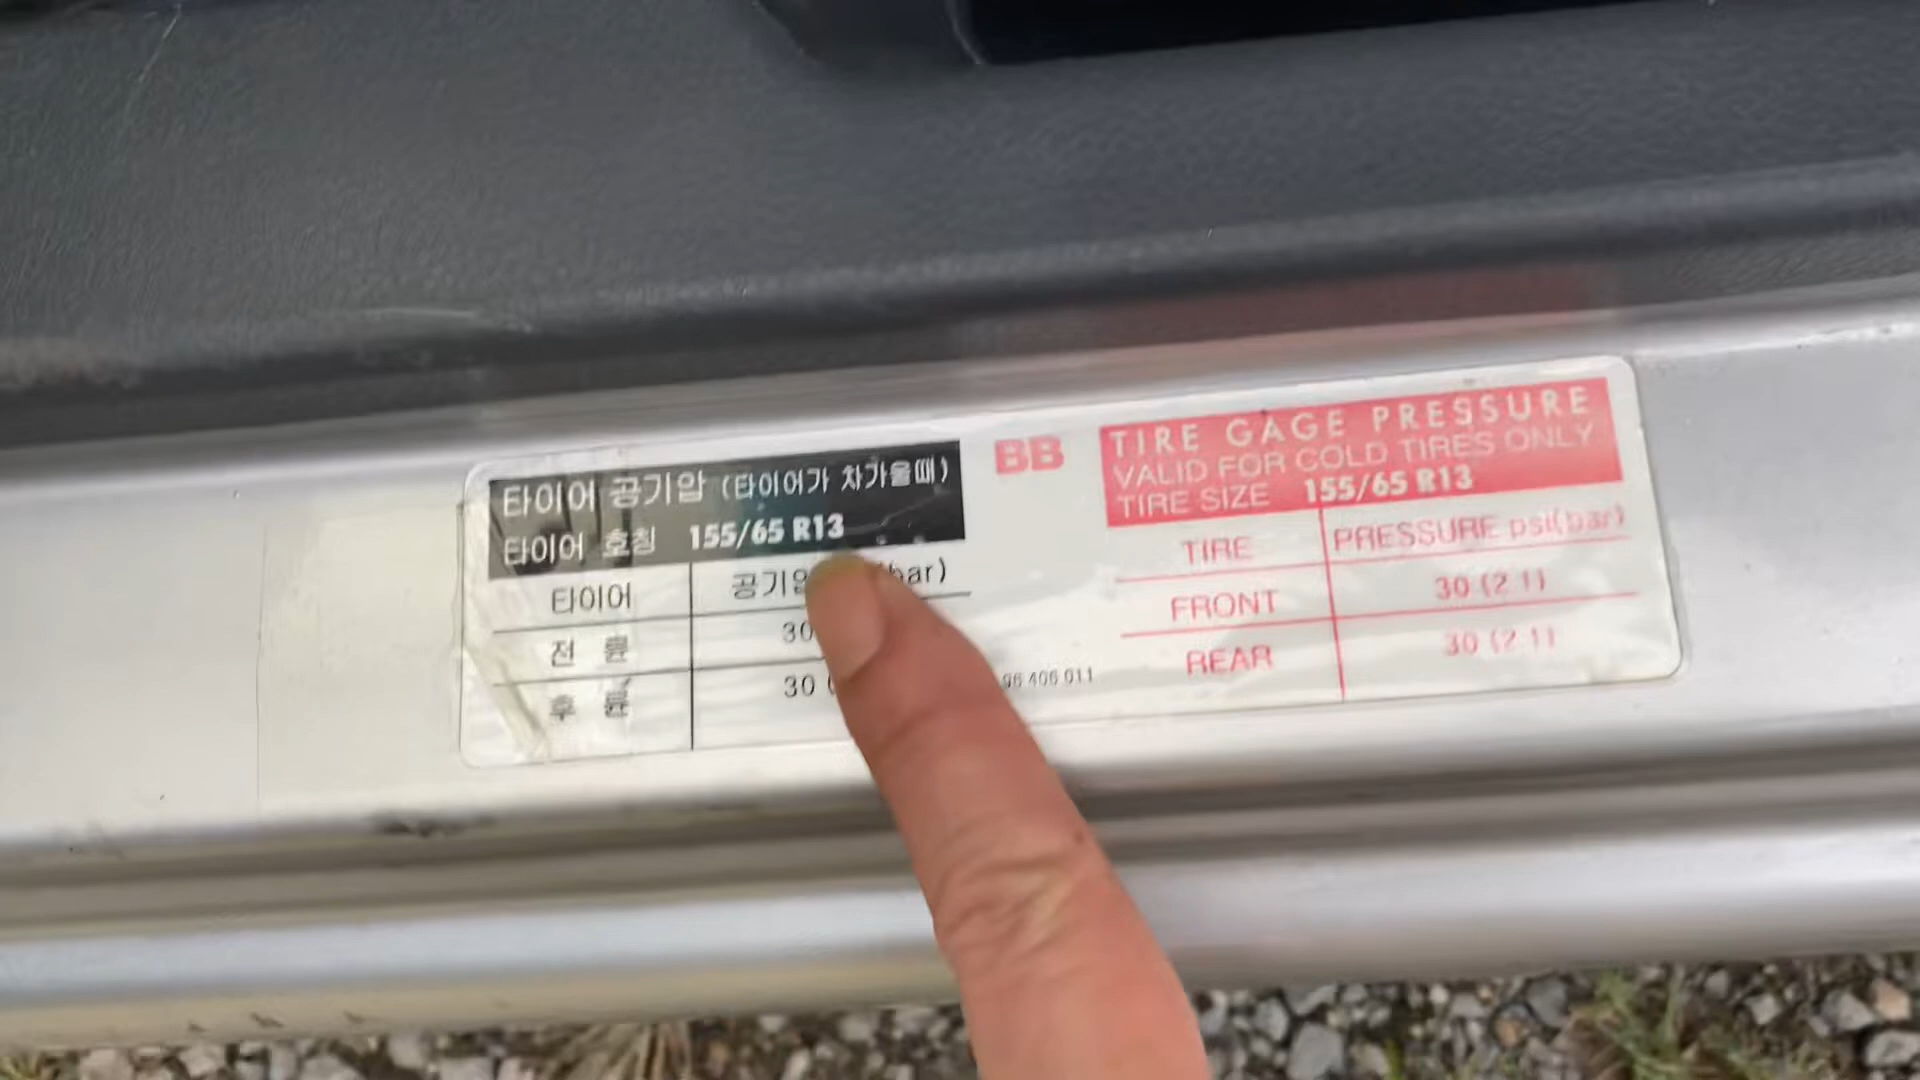 타이어 공기압 (타이어가 차가울때)
타이어 호칭 155/65 R13
타이어 공기압 bar)
전 륜 30
후 륜 30 (
BB
96 406 011
TIRE GAGE PRESSURE
VALID FOR COLD TIRES ONLY
TIRE SIZE 155/65 R13
TIRE PRESSURE psi(bar)
FRONT 30 (2.1)
REAR 30 (2.1)